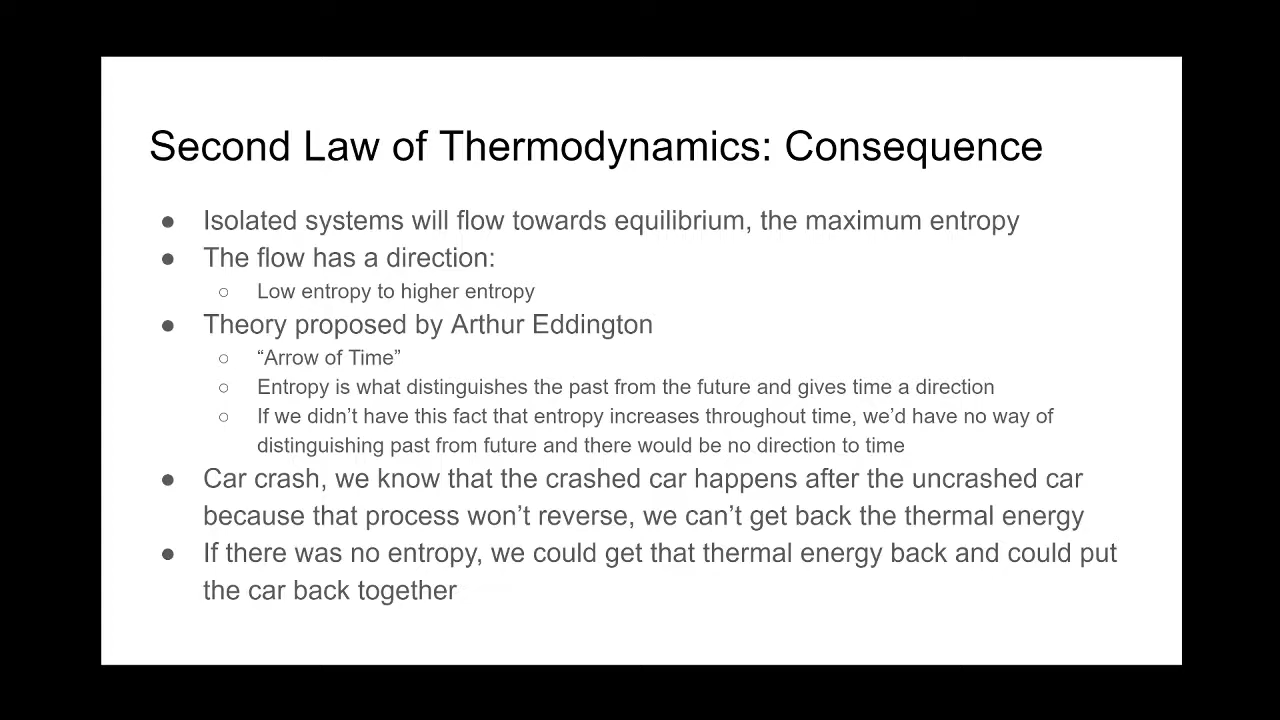 Second Law of Thermodynamics: Consequence
● Isolated systems will flow towards equilibrium, the maximum entropy
● The flow has a direction:
○ Low entropy to higher entropy
● Theory proposed by Arthur Eddington
○ “Arrow of Time”
○ Entropy is what distinguishes the past from the future and gives time a direction
○ If we didn’t have this fact that entropy increases throughout time, we’d have no way of
distinguishing past from future and there would be no direction to time
● Car crash, we know that the crashed car happens after the uncrashed car
because that process won’t reverse, we can’t get back the thermal energy
● If there was no entropy, we could get that thermal energy back and could put
the car back together